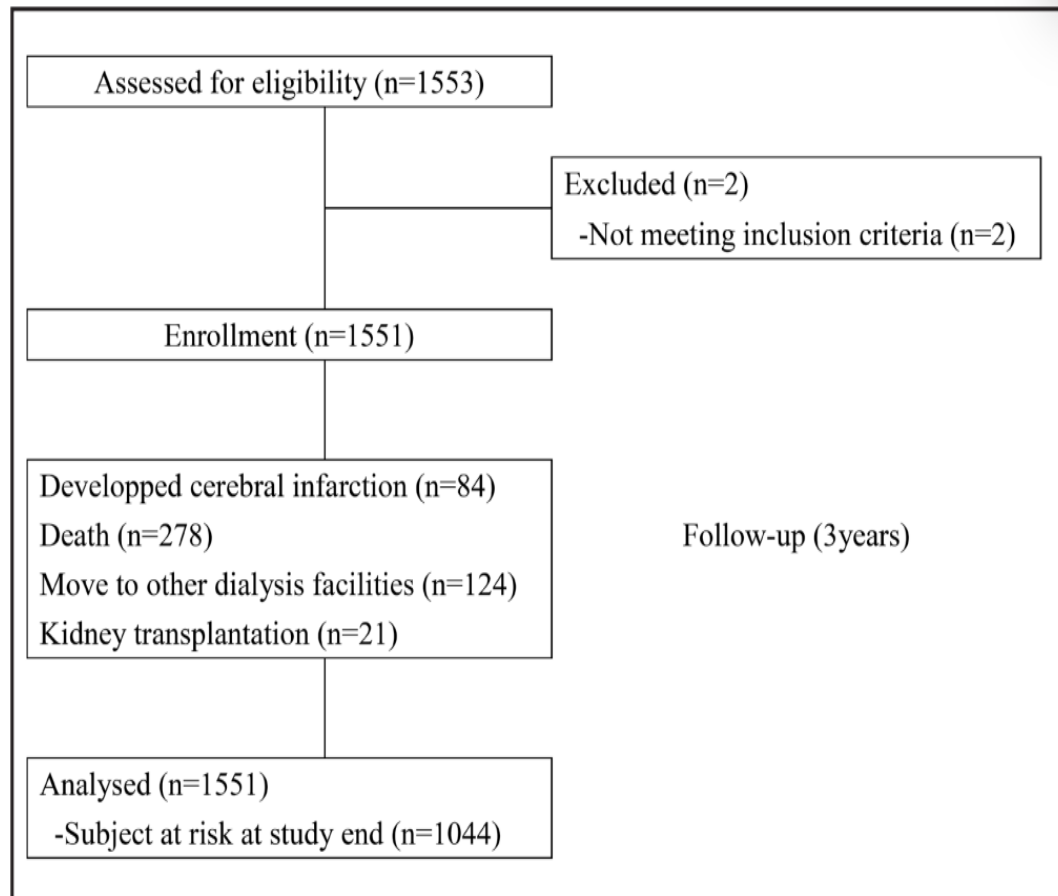 Assessed for eligibility (n=1553)
Excluded (n=2)
-Not meeting inclusion criteria (n=2)
Enrollment (n=1551)
Developped cerebral infarction (n=84)
Death (n=278)
Move to other dialysis facilities (n=124)
Kidney transplantation (n=21)
Follow-up (3years)
Analysed (n=1551)
-Subject at risk at study end (n=1044)